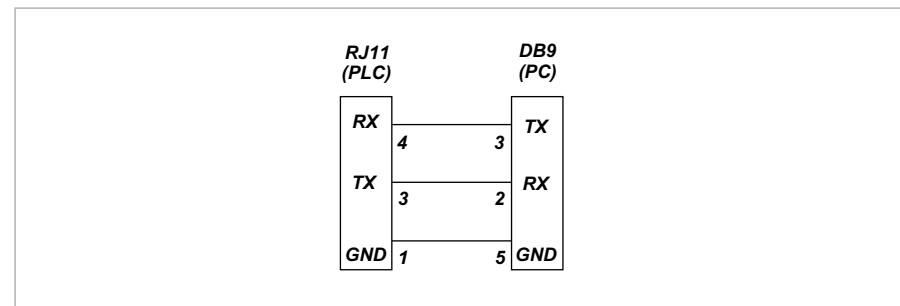 RJ11
(PLC)
DB9
(PC)
RX
4
3
TX
TX
3
2
RX
GND
1
5
GND